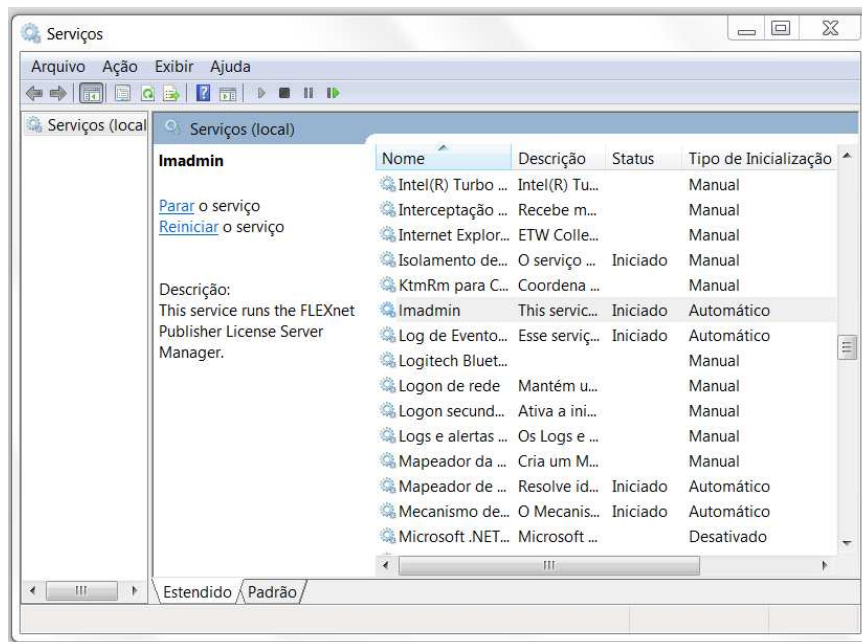 Serviços
Arquivo Ação Exibir Ajuda
Serviços (local
Serviços (local)
lmadmin
Parar o serviço
Reiniciar o serviço
Descrição:
This service runs the FLEXnet
Publisher License Server
Manager.
Nome Descrição Status Tipo de Inicialização
Intel(R) Turbo ... Intel(R) Tu... Manual
Interceptação ... Recebe m... Manual
Internet Explor... ETW Colle... Manual
Isolamento de... O serviço ... Iniciado Manual
KtmRm para C... Coordena ... Manual
lmadmin This servic... Iniciado Automático
Log de Evento... Esse serviç... Iniciado Automático
Logitech Bluet... Manual
Logon de rede Mantém u... Manual
Logon secund... Ativa a ini... Manual
Logs e alertas ... Os Logs e ... Manual
Mapeador da ... Cria um M... Manual
Mapeador de ... Resolve id... Iniciado Automático
Mecanismo de... O Mecanis... Iniciado Automático
Microsoft .NET... Microsoft ... Desativado
Estendido Padrão